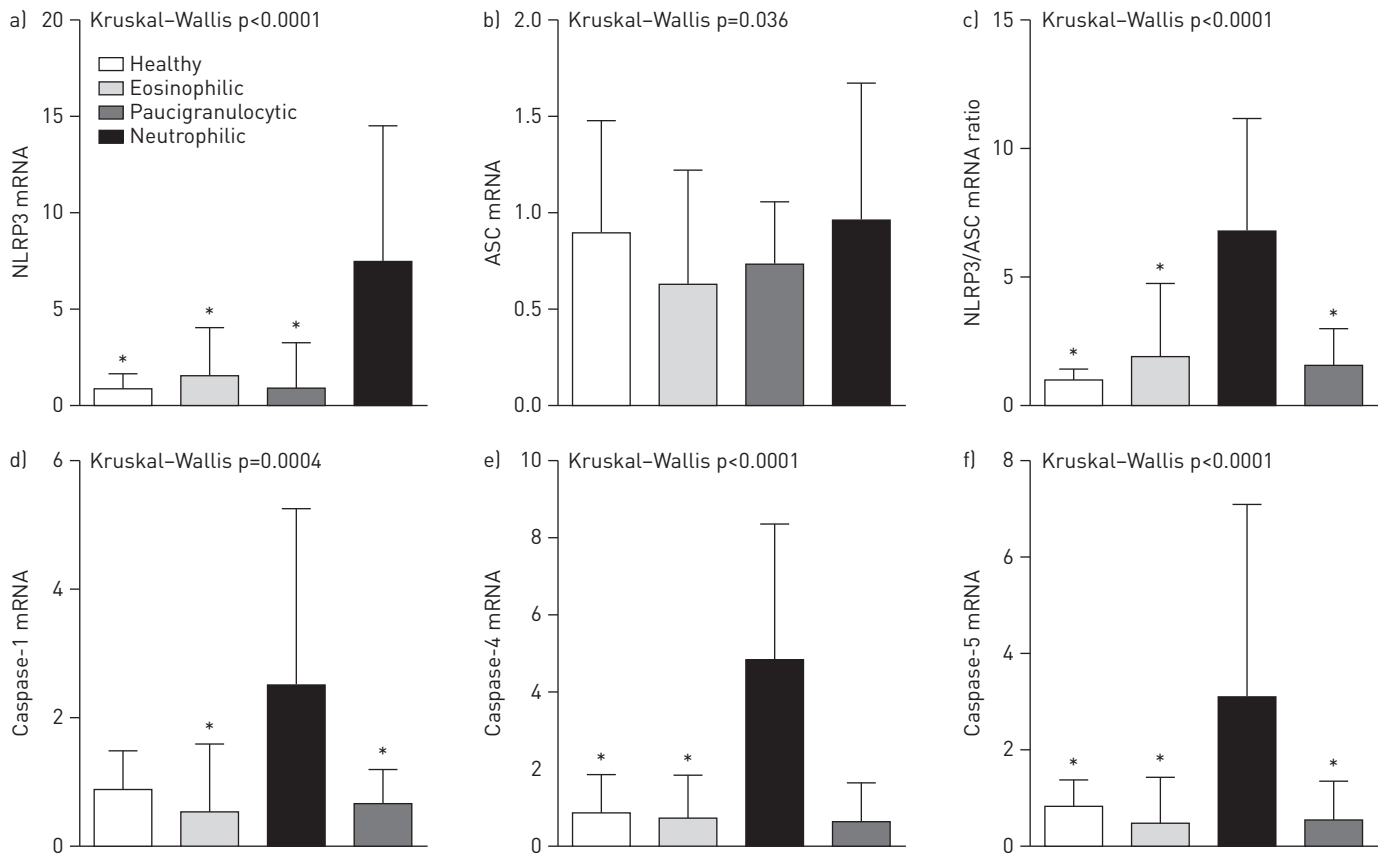 a)
Kruskal–Wallis p<0.0001
20
15
10
5
0
NLRP3 mRNA
Healthy
Eosinophilic
Paucigranulocytic
Neutrophilic
*
*
*
b)
Kruskal–Wallis p=0.036
2.0
1.5
1.0
0.5
0.0
ASC mRNA
c)
Kruskal–Wallis p<0.0001
15
10
5
0
NLRP3/ASC mRNA ratio
*
*
*
d)
Kruskal–Wallis p=0.0004
6
4
2
0
Caspase-1 mRNA
*
*
e)
Kruskal–Wallis p<0.0001
10
8
6
4
2
0
Caspase-4 mRNA
*
*
f)
Kruskal–Wallis p<0.0001
8
6
4
2
0
Caspase-5 mRNA
*
*
*